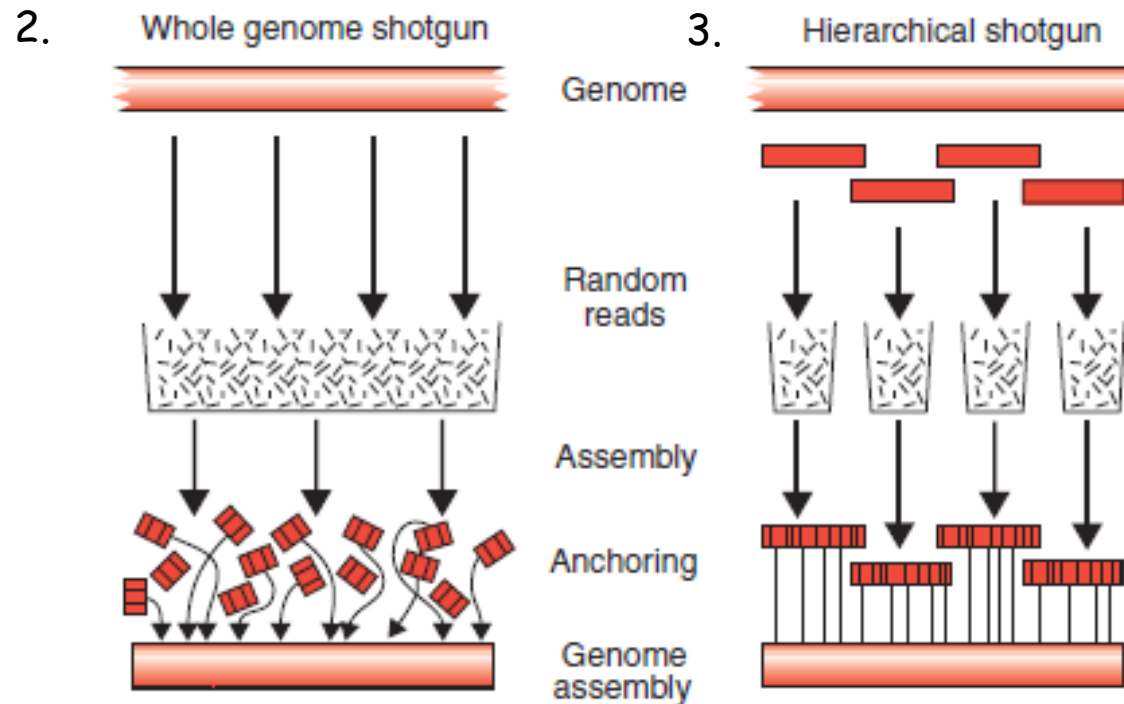 2.
Whole genome shotgun
3.
Hierarchical shotgun
Genome
Random
reads
Assembly
Anchoring
Genome
assembly